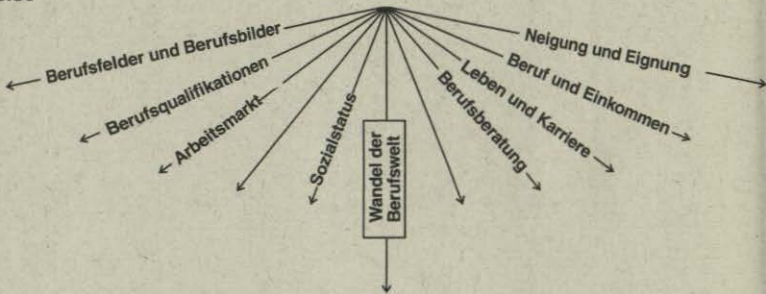 Berufsfelder und Berufsbilder
Berufsqualifikationen
Arbeitsmarkt
Sozialstatus
Wandel der
Berufswelt
Berufsberatung
Leben und Karriere
Beruf und Einkommen
Neigung und Eignung